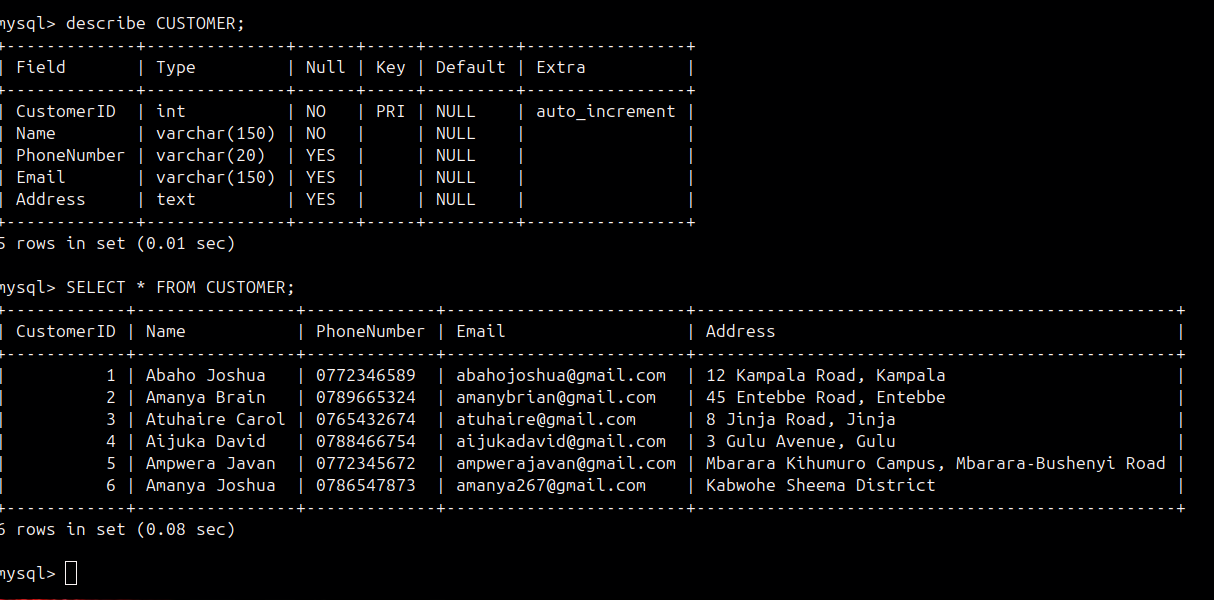 mysql> describe CUSTOMER;
+-------------+--------------+------+-----+---------+----------------+
| Field       | Type         | Null | Key | Default | Extra          |
+-------------+--------------+------+-----+---------+----------------+
| CustomerID  | int          | NO   | PRI | NULL    | auto_increment |
| Name        | varchar(150) | NO   |     | NULL    |                |
| PhoneNumber | varchar(20)  | YES  |     | NULL    |                |
| Email       | varchar(150) | YES  |     | NULL    |                |
| Address     | text         | YES  |     | NULL    |                |
+-------------+--------------+------+-----+---------+----------------+
5 rows in set (0.01 sec)
mysql> SELECT * FROM CUSTOMER;
+------------+----------------+-------------+------------------------+------------------------------------------------+
| CustomerID | Name           | PhoneNumber | Email                  | Address                                        |
+------------+----------------+-------------+------------------------+------------------------------------------------+
|          1 | Abaho Joshua   | 0772346589  | abahojoshua@gmail.com  | 12 Kampala Road, Kampala                       |
|          2 | Amanya Brain   | 0789665324  | amanybrian@gmail.com   | 45 Entebbe Road, Entebbe                       |
|          3 | Atuhaire Carol | 0765432674  | atuhaire@gmail.com     | 8 Jinja Road, Jinja                            |
|          4 | Aijuka David   | 0788466754  | aijukadavid@gmail.com  | 3 Gulu Avenue, Gulu                            |
|          5 | Ampwera Javan  | 0772345672  | ampwerajavan@gmail.com | Mbarara Kihumuro Campus, Mbarara-Bushenyi Road |
|          6 | Amanya Joshua  | 0786547873  | amanya267@gmail.com    | Kabwohe Sheema District                        |
+------------+----------------+-------------+------------------------+------------------------------------------------+
6 rows in set (0.08 sec)
mysql>